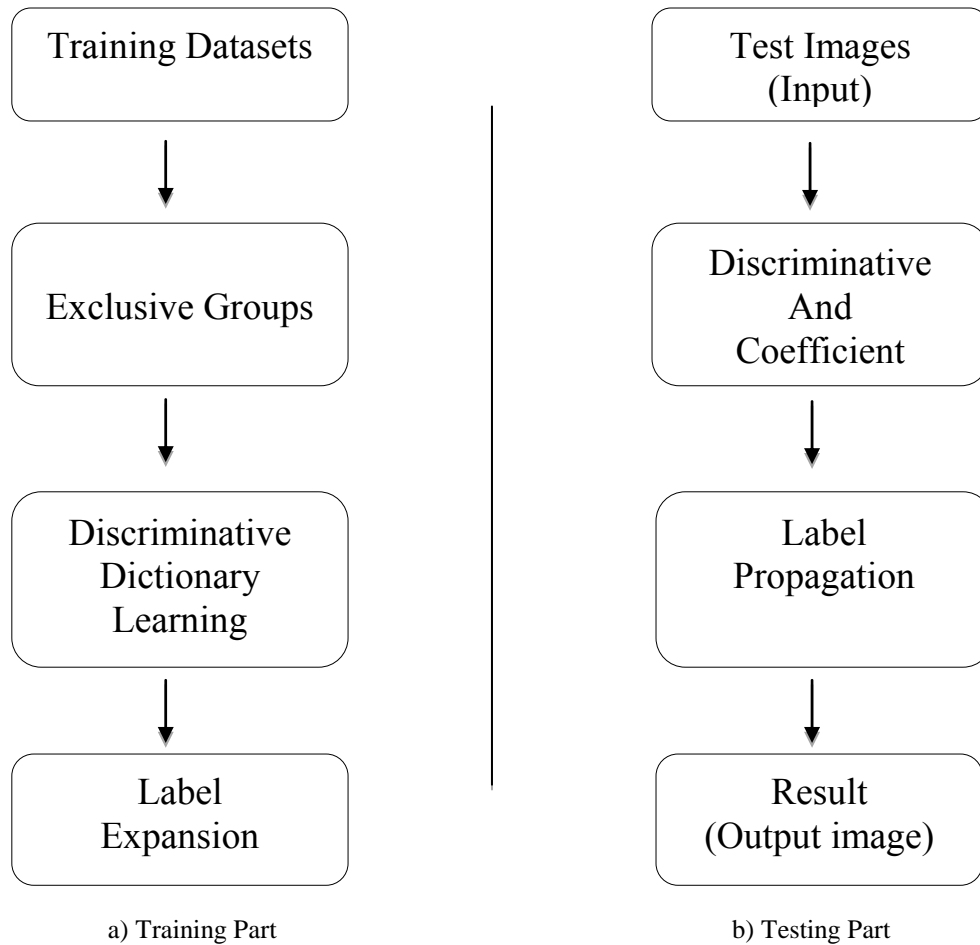 Training Datasets
Exclusive Groups
Discriminative
Dictionary
Learning
Label
Expansion
a) Training Part
Test Images
(Input)
Discriminative
And
Coefficient
Label
Propagation
Result
(Output image)
b) Testing Part